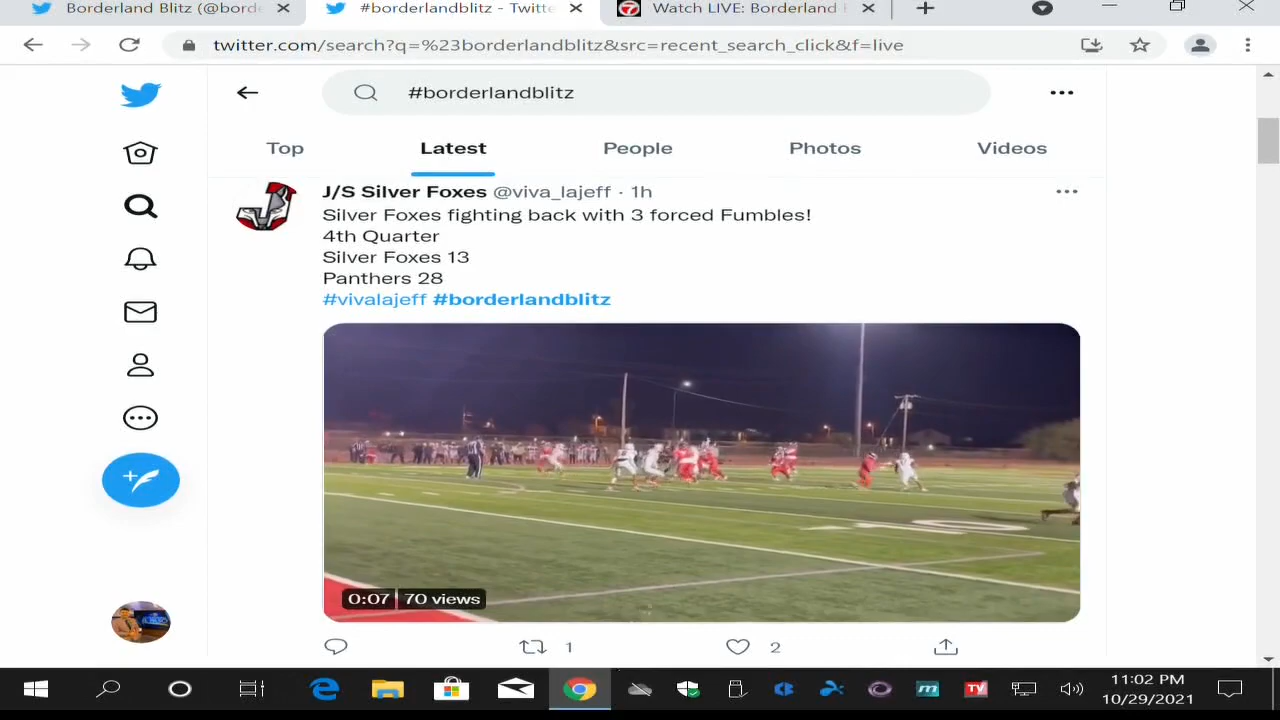 Borderland Blitz (@borde
#borderlandblitz - Twitte
Watch LIVE: Borderland
twitter.com/search?q=%23borderlandblitz&src=recent_search_click&f=live
#borderlandblitz
Top
Latest
People
Photos
Videos
J/S Silver Foxes @viva_lajeff · 1h
Silver Foxes fighting back with 3 forced Fumbles!
4th Quarter
Silver Foxes 13
Panthers 28
#vivalajeff #borderlandblitz
0:07 70 views
1
2
11:02 PM
10/29/2021